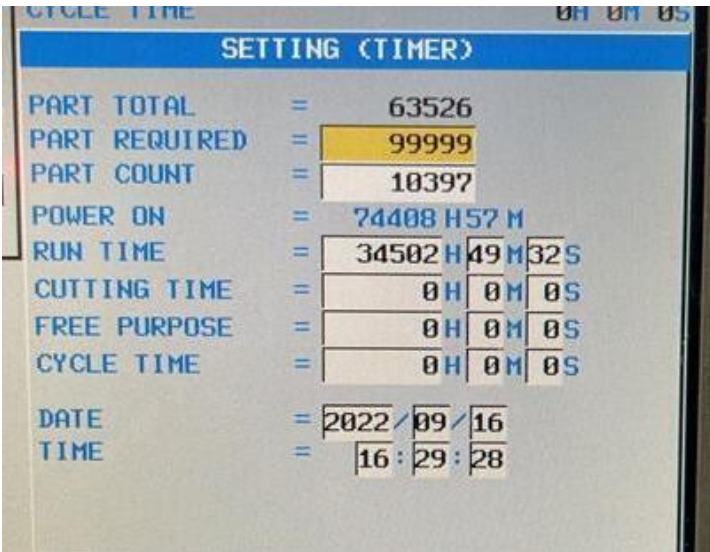 CYCLE TIME 0H 0M 0S
SETTING (TIMER)
PART TOTAL = 63526
PART REQUIRED = 99999
PART COUNT = 10397
POWER ON = 74408 H 57 M
RUN TIME = 34502 H 49 M 32 S
CUTTING TIME = 0 H 0 M 0 S
FREE PURPOSE = 0 H 0 M 0 S
CYCLE TIME = 0 H 0 M 0 S
DATE = 2022/09/16
TIME = 16:29:28